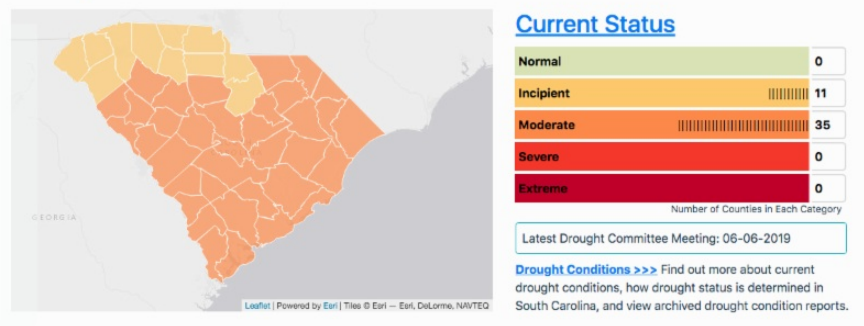 Current Status
Normal 0
Incipient |||||||||||  11
Moderate ||||||||||||||||||||||||||||||||||| 35
Severe 0
Extreme 0
Number of Counties in Each Category
Latest Drought Committee Meeting: 06-06-2019
Drought Conditions >>> Find out more about current
drought conditions, how drought status is determined in
South Carolina, and view archived drought condition reports.
GEORGIA
Leaflet | Powered by Esri | Tiles © Esri — Esri, DeLorme, NAVTEQ